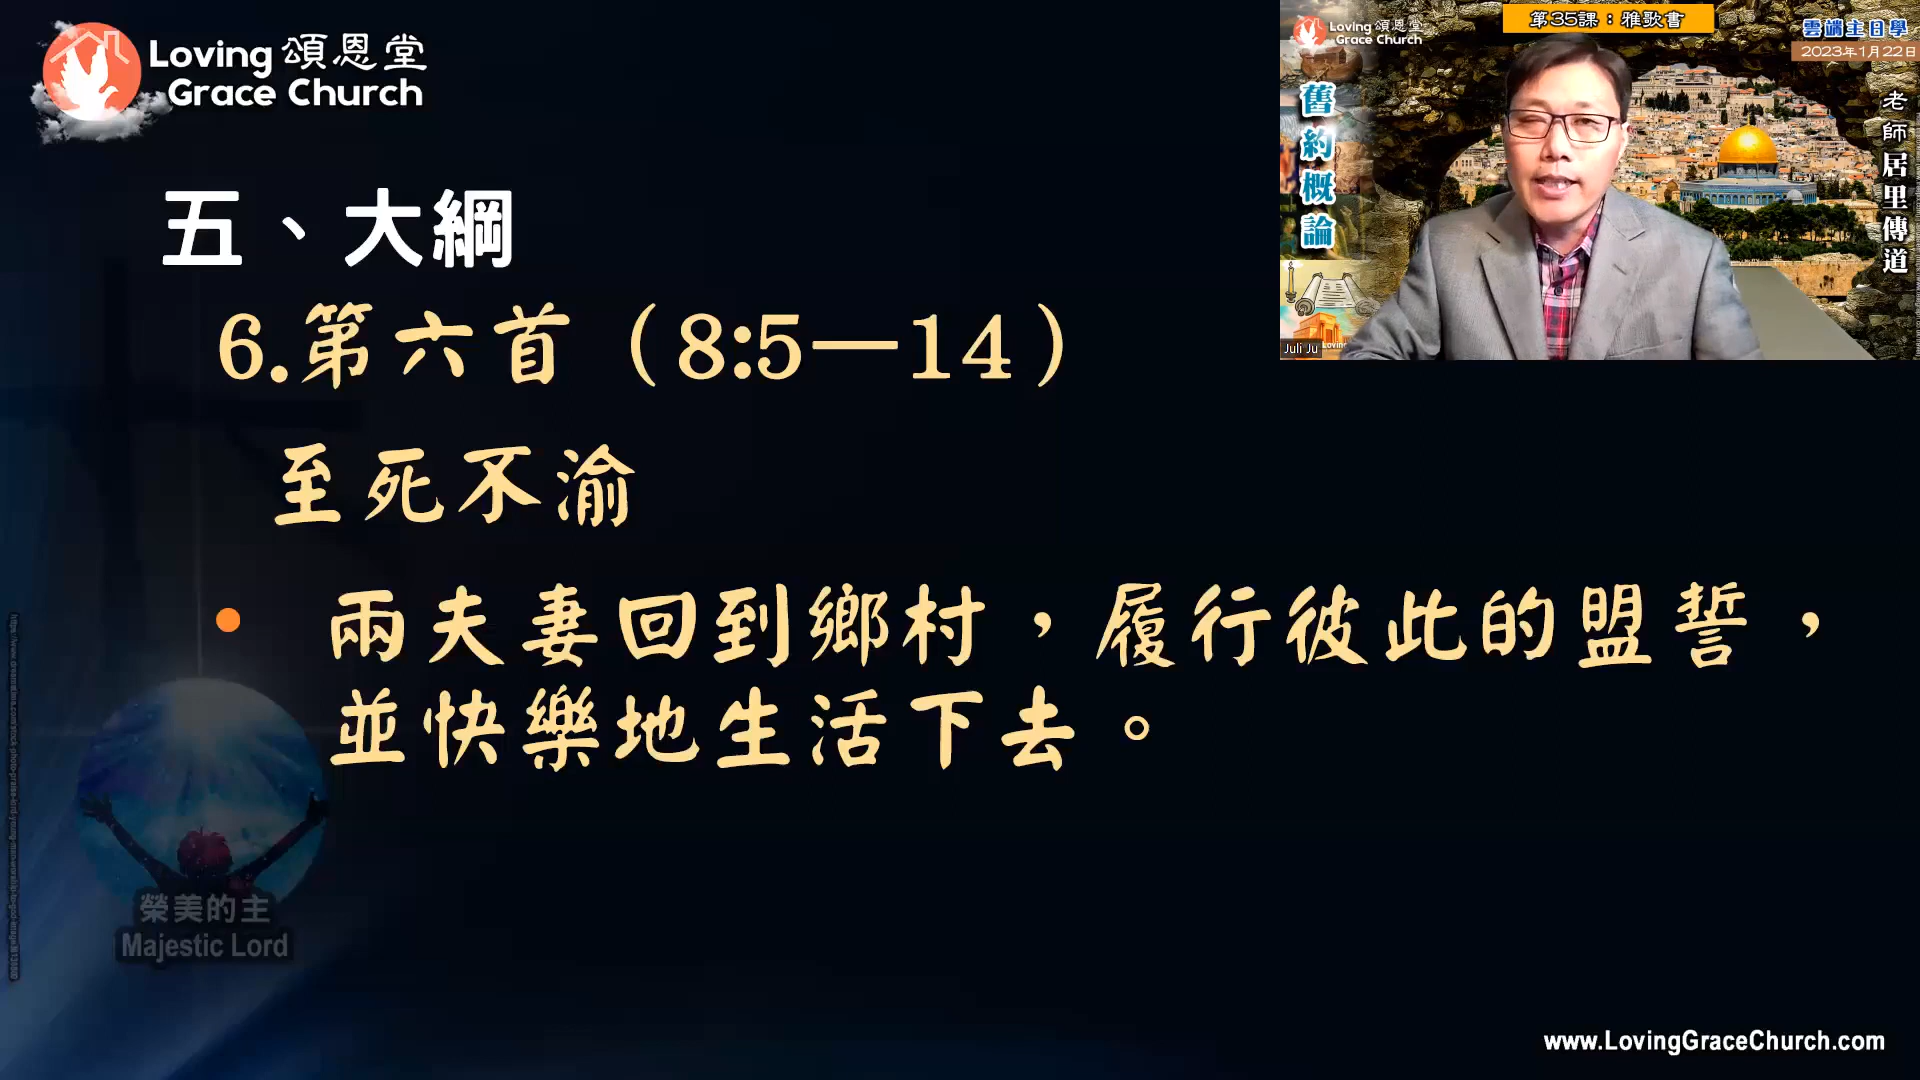 Loving 頌恩堂
Grace Church
五、大綱
6.第六首（8:5—14）
至死不渝
• 兩夫妻回到鄉村，履行彼此的盟誓，
並快樂地生活下去。
榮美的主
Majestic Lord
www.LovingGraceChurch.com
Loving 頌恩堂
Grace Church
第35課：雅歌書
雲端主日學
2023年1月22日
舊約概論
老師 居里傳道
Juli Ju